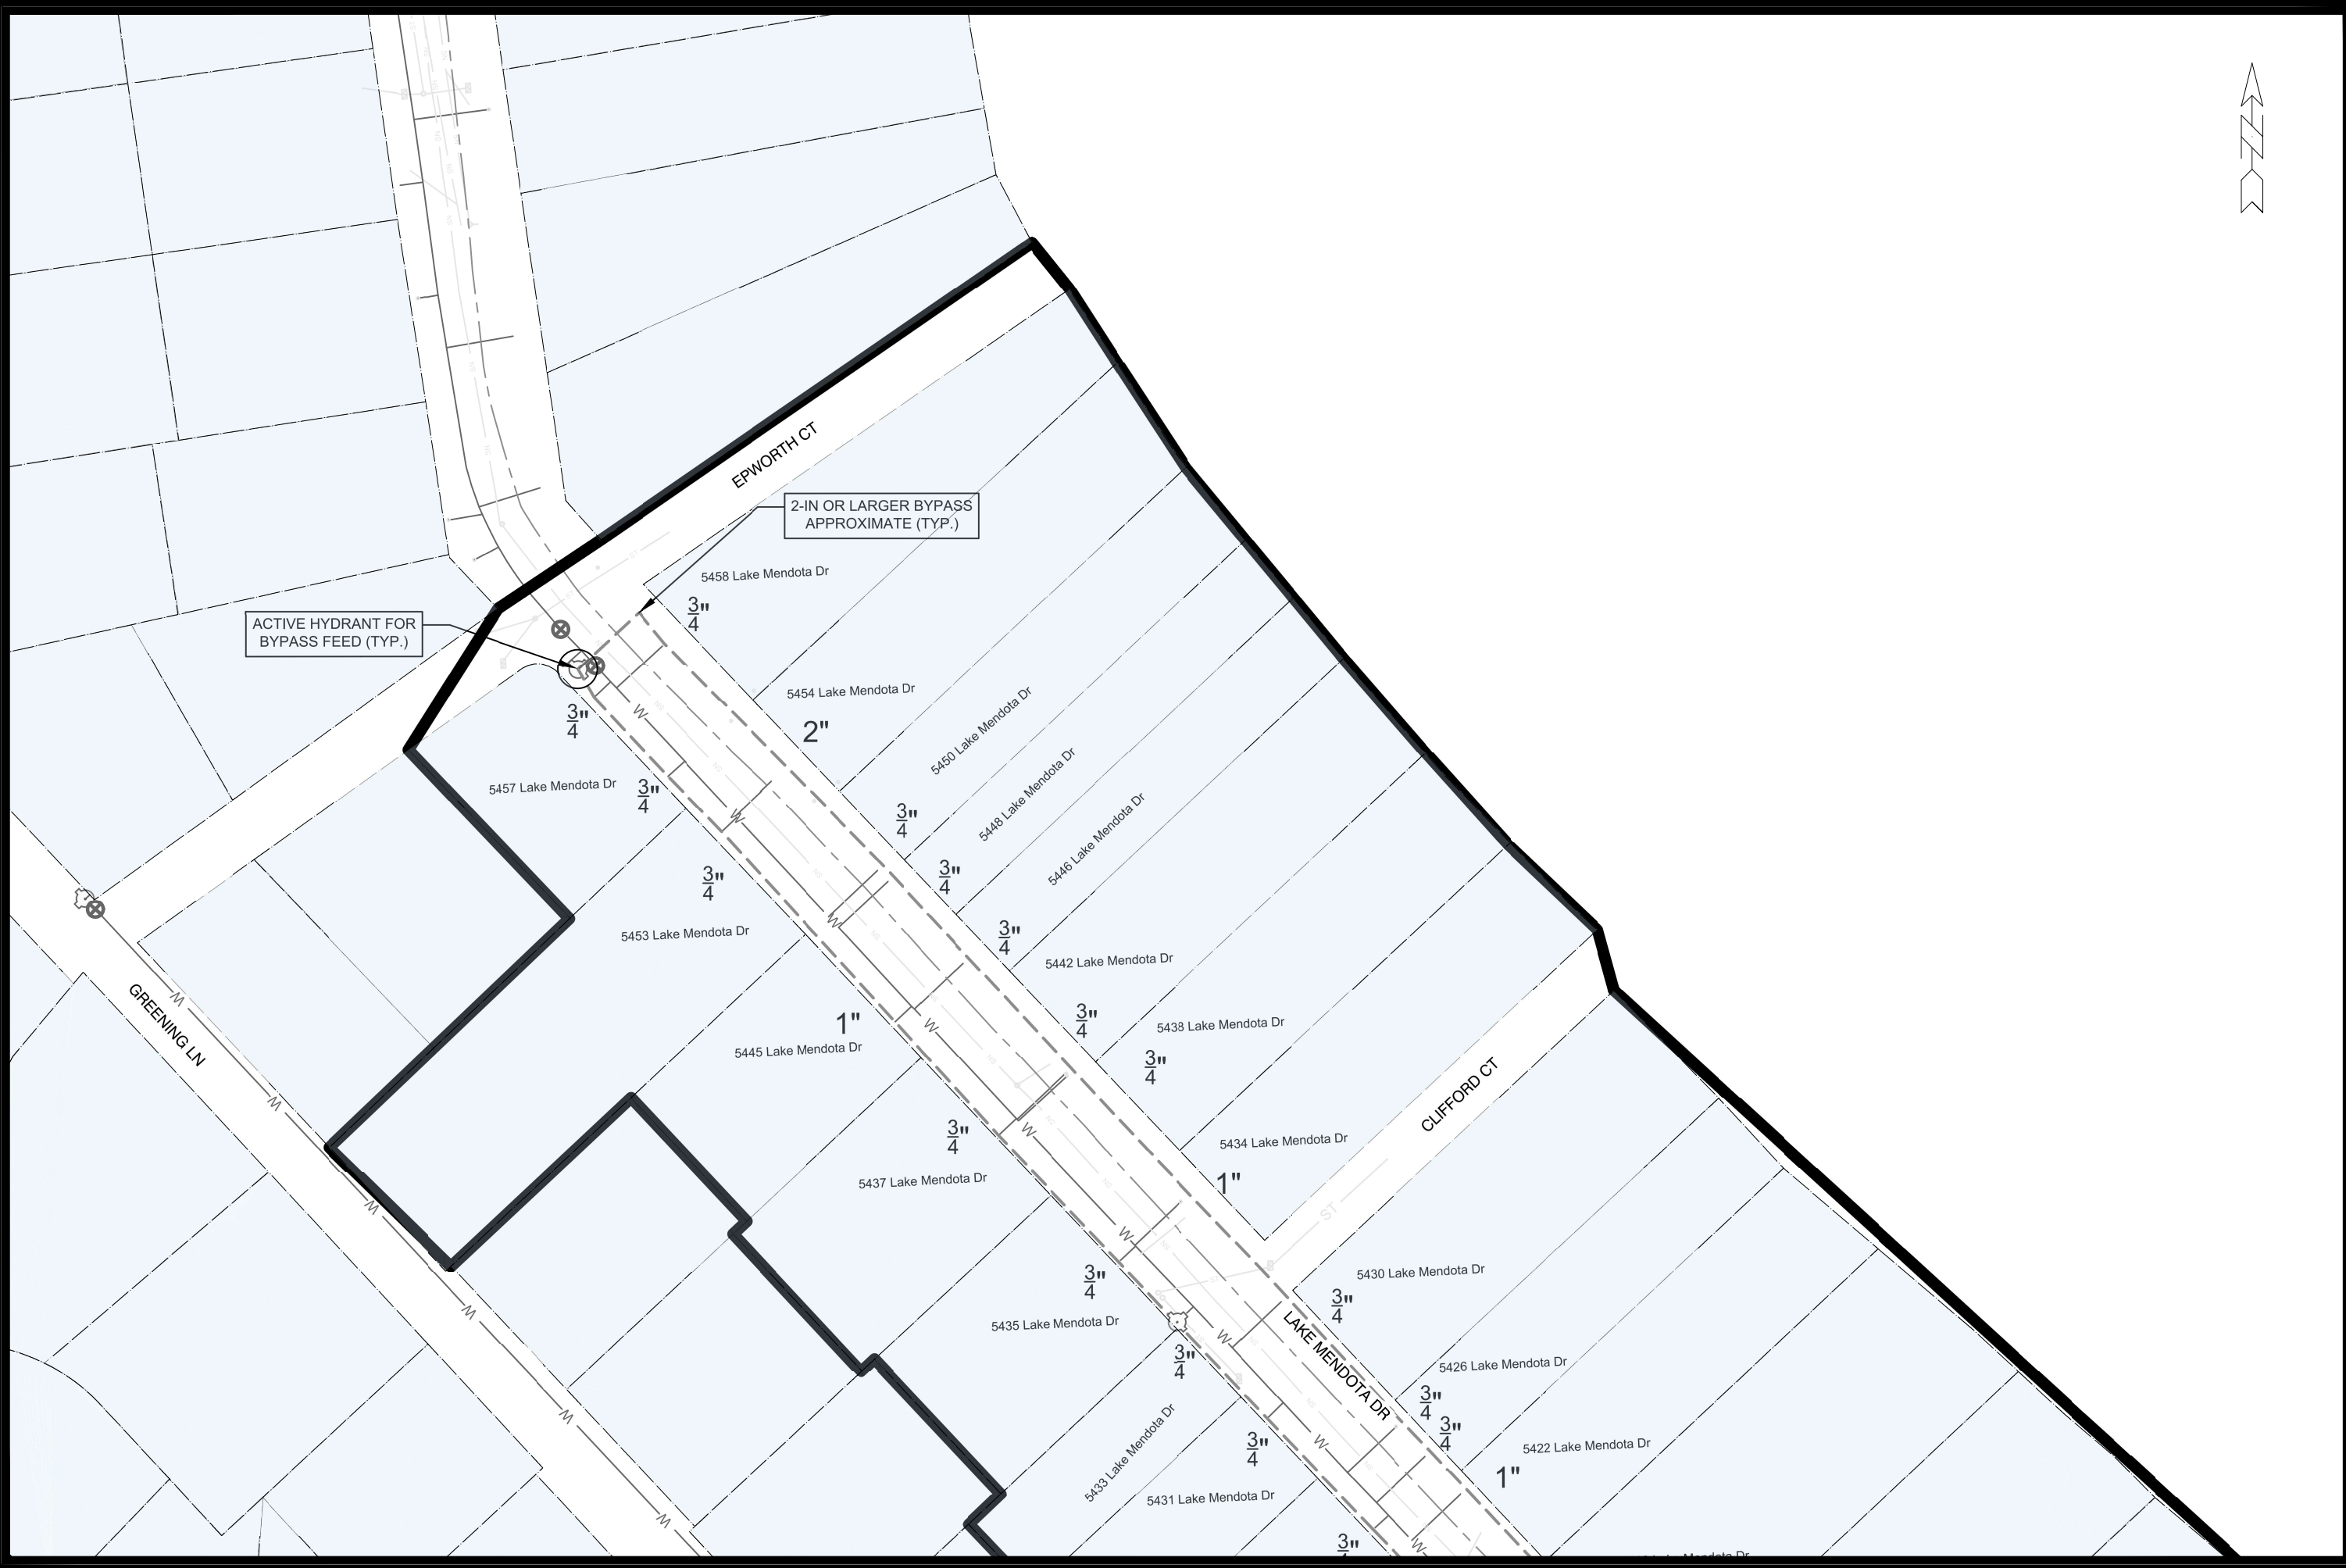 N
EPWORTH CT
2-IN OR LARGER BYPASS
APPROXIMATE (TYP.)
5458 Lake Mendota Dr
3/4"
ACTIVE HYDRANT FOR
BYPASS FEED (TYP.)
5454 Lake Mendota Dr
2"
3/4"
W
5450 Lake Mendota Dr
5457 Lake Mendota Dr
3/4"
W
3/4"
5448 Lake Mendota Dr
5446 Lake Mendota Dr
3/4"
3/4"
W
5453 Lake Mendota Dr
3/4"
5442 Lake Mendota Dr
W
GREENING LN
1"
W
3/4"
5438 Lake Mendota Dr
5445 Lake Mendota Dr
3/4"
CLIFFORD CT
W
3/4"
W
5434 Lake Mendota Dr
5437 Lake Mendota Dr
1"
W
ST
W
3/4"
5430 Lake Mendota Dr
3/4"
W
5435 Lake Mendota Dr
W
LAKE MENDOTA DR
3/4"
5426 Lake Mendota Dr
3/4"
W
5433 Lake Mendota Dr
3/4"
W
3/4"
5422 Lake Mendota Dr
1"
5431 Lake Mendota Dr
W
W
3/4"